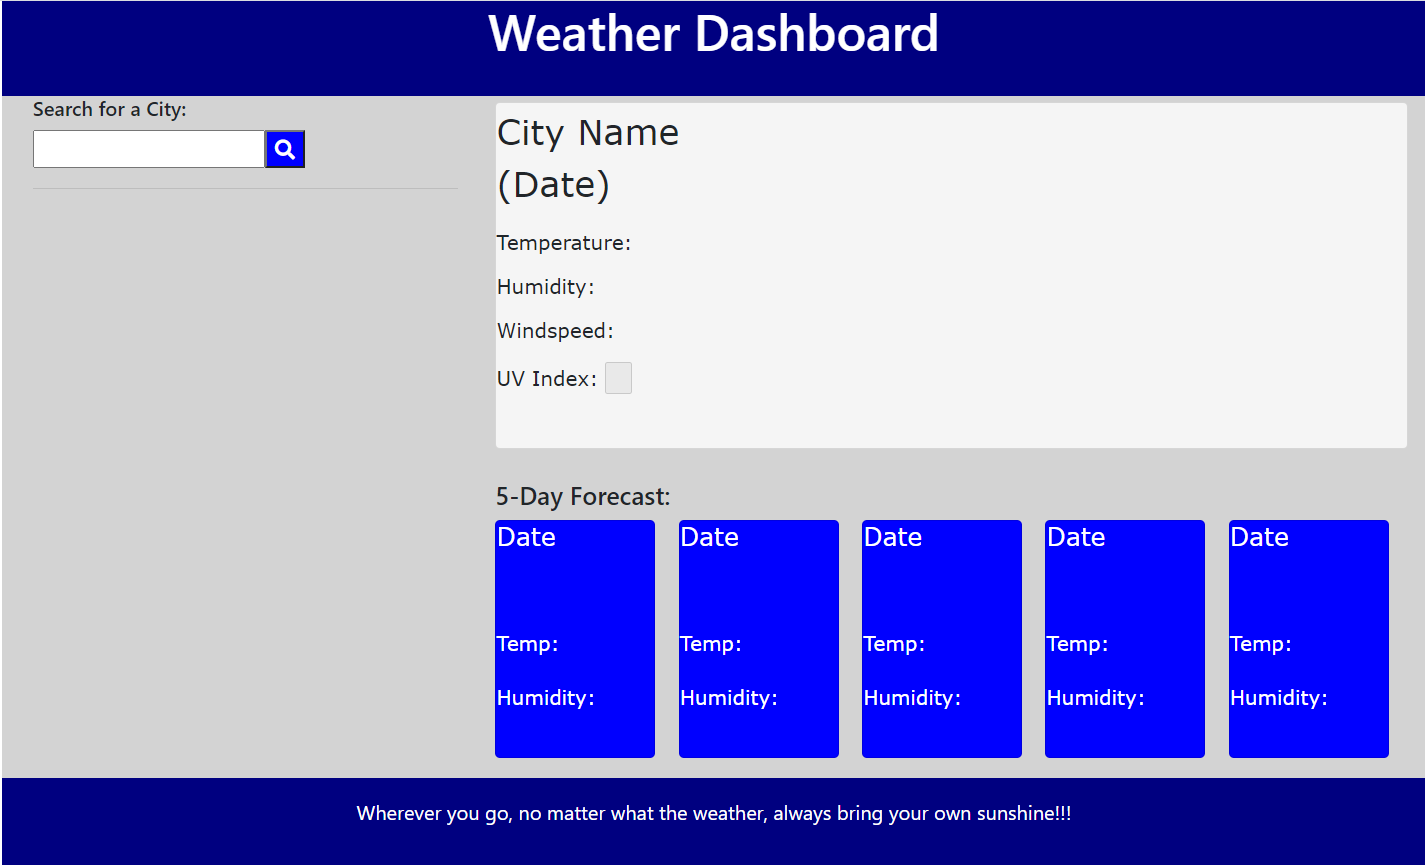 Weather Dashboard
Search for a City:
City Name
(Date)
Temperature:
Humidity:
Windspeed:
UV Index:
5-Day Forecast:
Date
Temp:
Humidity:
Date
Temp:
Humidity:
Date
Temp:
Humidity:
Date
Temp:
Humidity:
Date
Temp:
Humidity:
Wherever you go, no matter what the weather, always bring your own sunshine!!!